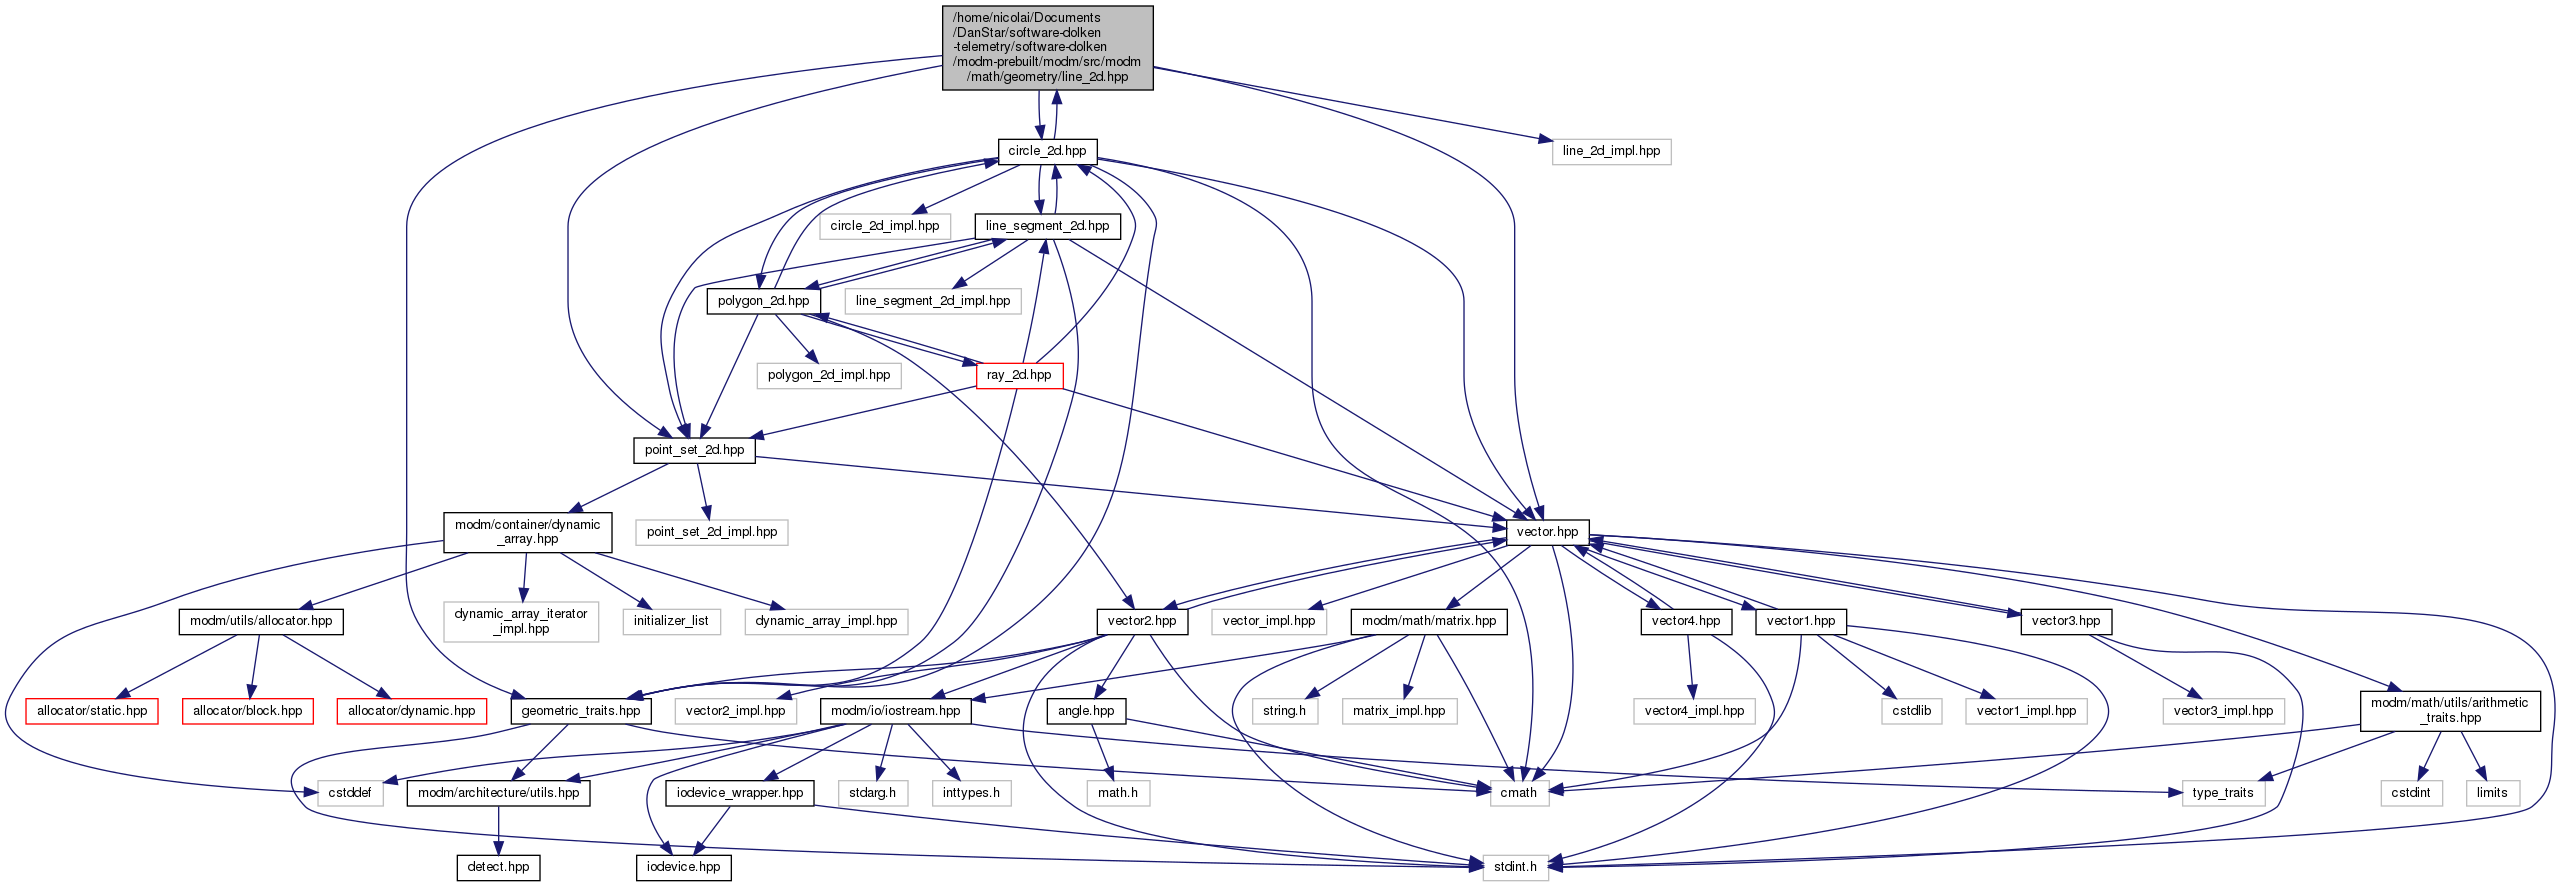 /home/nicolai/Documents
/DanStar/software-dolken
-telemetry/software-dolken
/modm-prebuilt/modm/src/modm
/math/geometry/line_2d.hpp
circle_2d.hpp
line_2d_impl.hpp
circle_2d_impl.hpp
line_segment_2d.hpp
polygon_2d.hpp
line_segment_2d_impl.hpp
polygon_2d_impl.hpp
ray_2d.hpp
point_set_2d.hpp
modm/container/dynamic
_array.hpp
point_set_2d_impl.hpp
vector.hpp
modm/utils/allocator.hpp
dynamic_array_iterator
_impl.hpp
initializer_list
dynamic_array_impl.hpp
vector2.hpp
vector_impl.hpp
modm/math/matrix.hpp
vector4.hpp
vector1.hpp
vector3.hpp
allocator/static.hpp
allocator/block.hpp
allocator/dynamic.hpp
geometric_traits.hpp
vector2_impl.hpp
modm/io/iostream.hpp
angle.hpp
string.h
matrix_impl.hpp
vector4_impl.hpp
cstdlib
vector1_impl.hpp
vector3_impl.hpp
modm/math/utils/arithmetic
_traits.hpp
cstddef
modm/architecture/utils.hpp
iodevice_wrapper.hpp
stdarg.h
inttypes.h
math.h
cmath
type_traits
cstdint
limits
detect.hpp
iodevice.hpp
stdint.h